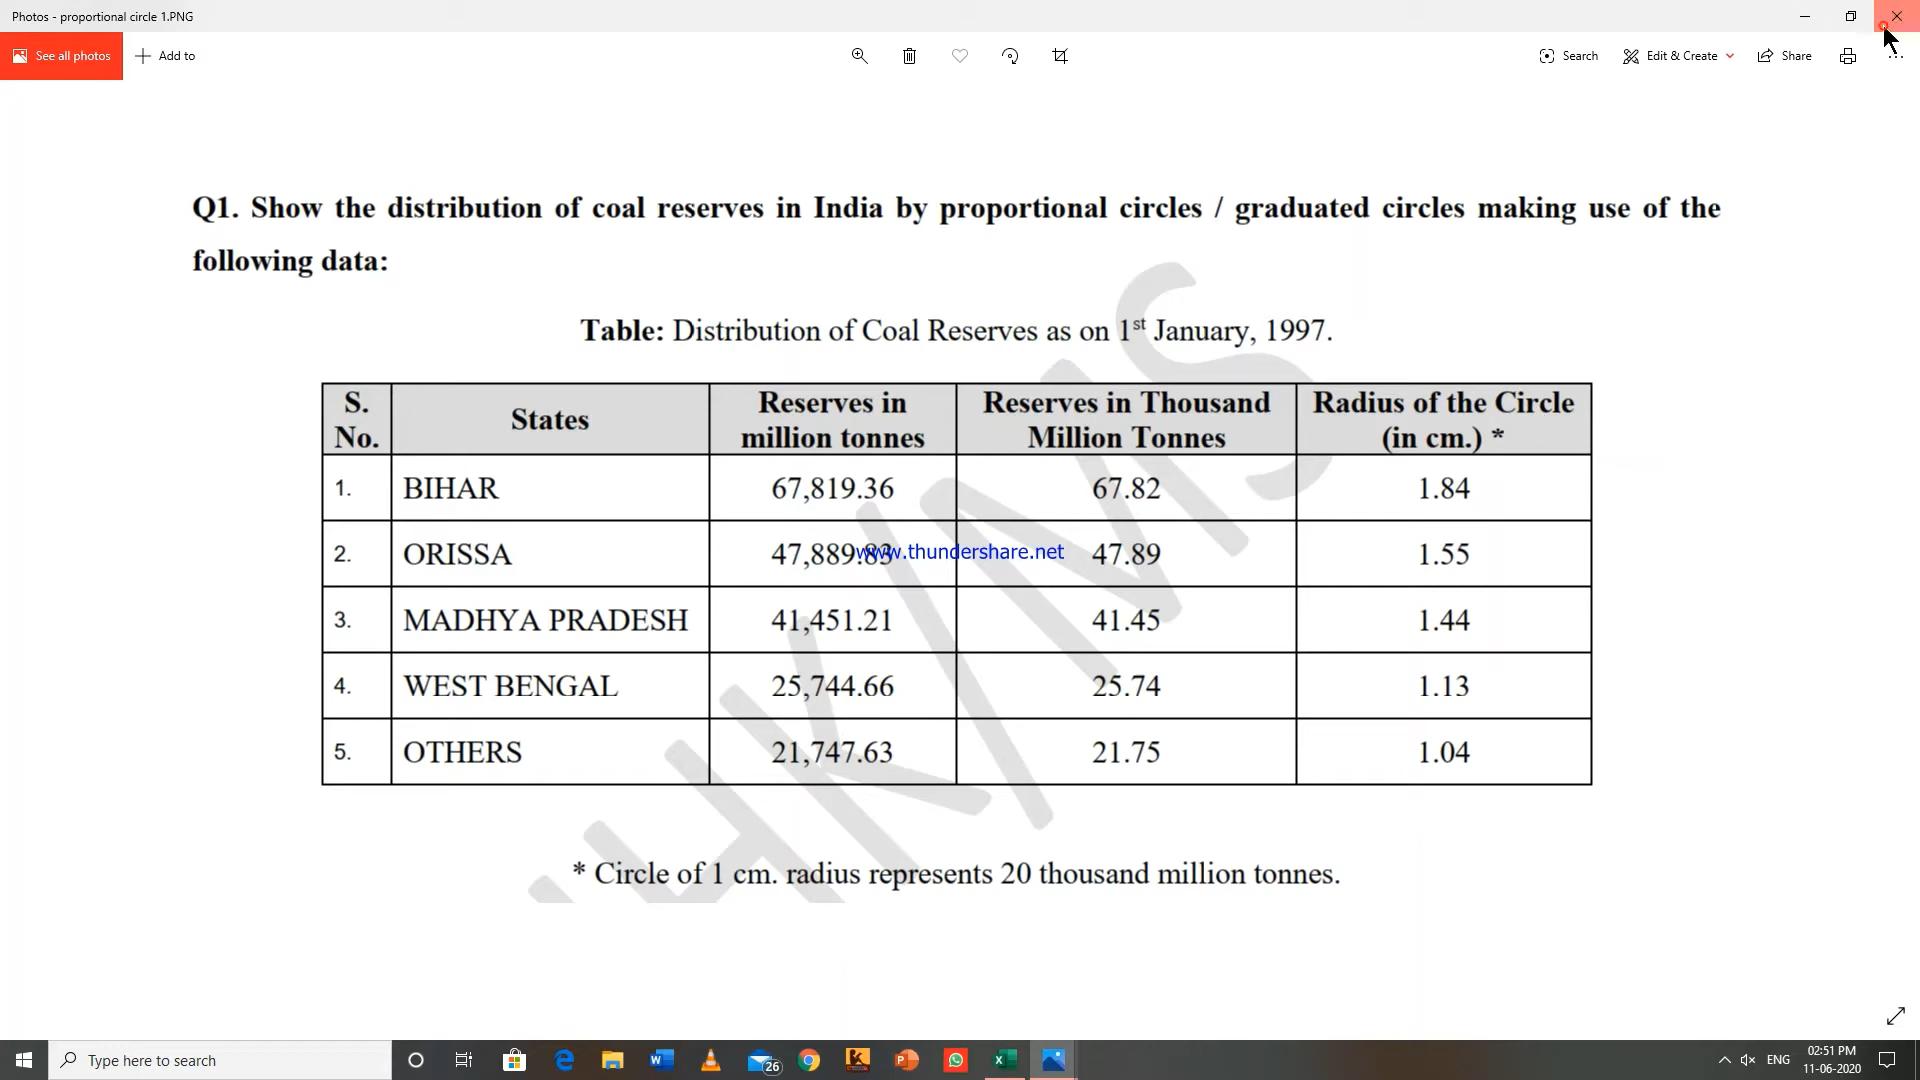 Photos - proportional circle 1.PNG
See all photos
Add to
Search
Edit & Create
Share
Q1. Show the distribution of coal reserves in India by proportional circles / graduated circles making use of the
following data:
Table: Distribution of Coal Reserves as on 1st January, 1997.
S. No. States Reserves in million tonnes Reserves in Thousand Million Tonnes Radius of the Circle (in cm.) *
1. BIHAR 67,819.36 67.82 1.84
2. ORISSA 47,889.83 47.89 1.55
www.thundershare.net
3. MADHYA PRADESH 41,451.21 41.45 1.44
4. WEST BENGAL 25,744.66 25.74 1.13
5. OTHERS 21,747.63 21.75 1.04
HK/MS
* Circle of 1 cm. radius represents 20 thousand million tonnes.
Type here to search
26
ENG
02:51 PM
11-06-2020